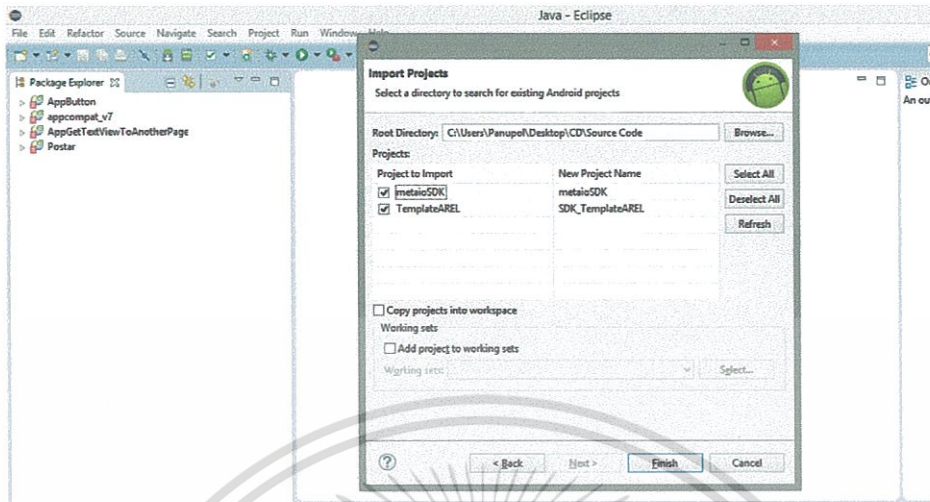 Java - Eclipse
File Edit Refactor Source Navigate Search Project Run Window Help
Package Explorer
AppButton
appcompat_v7
AppGetTextViewToAnotherPage
Postar
Import Projects
Select a directory to search for existing Android projects
Root Directory: C:\Users\Panupol\Desktop\CD\Source Code Browse...
Projects:
Project to Import New Project Name
metaioSDK metaioSDK
TemplateAREL SDK_TemplateAREL
Select All
Deselect All
Refresh
Copy projects into workspace
Working sets
Add project to working sets
Working sets: Select...
< Back Next > Finish Cancel
An ou